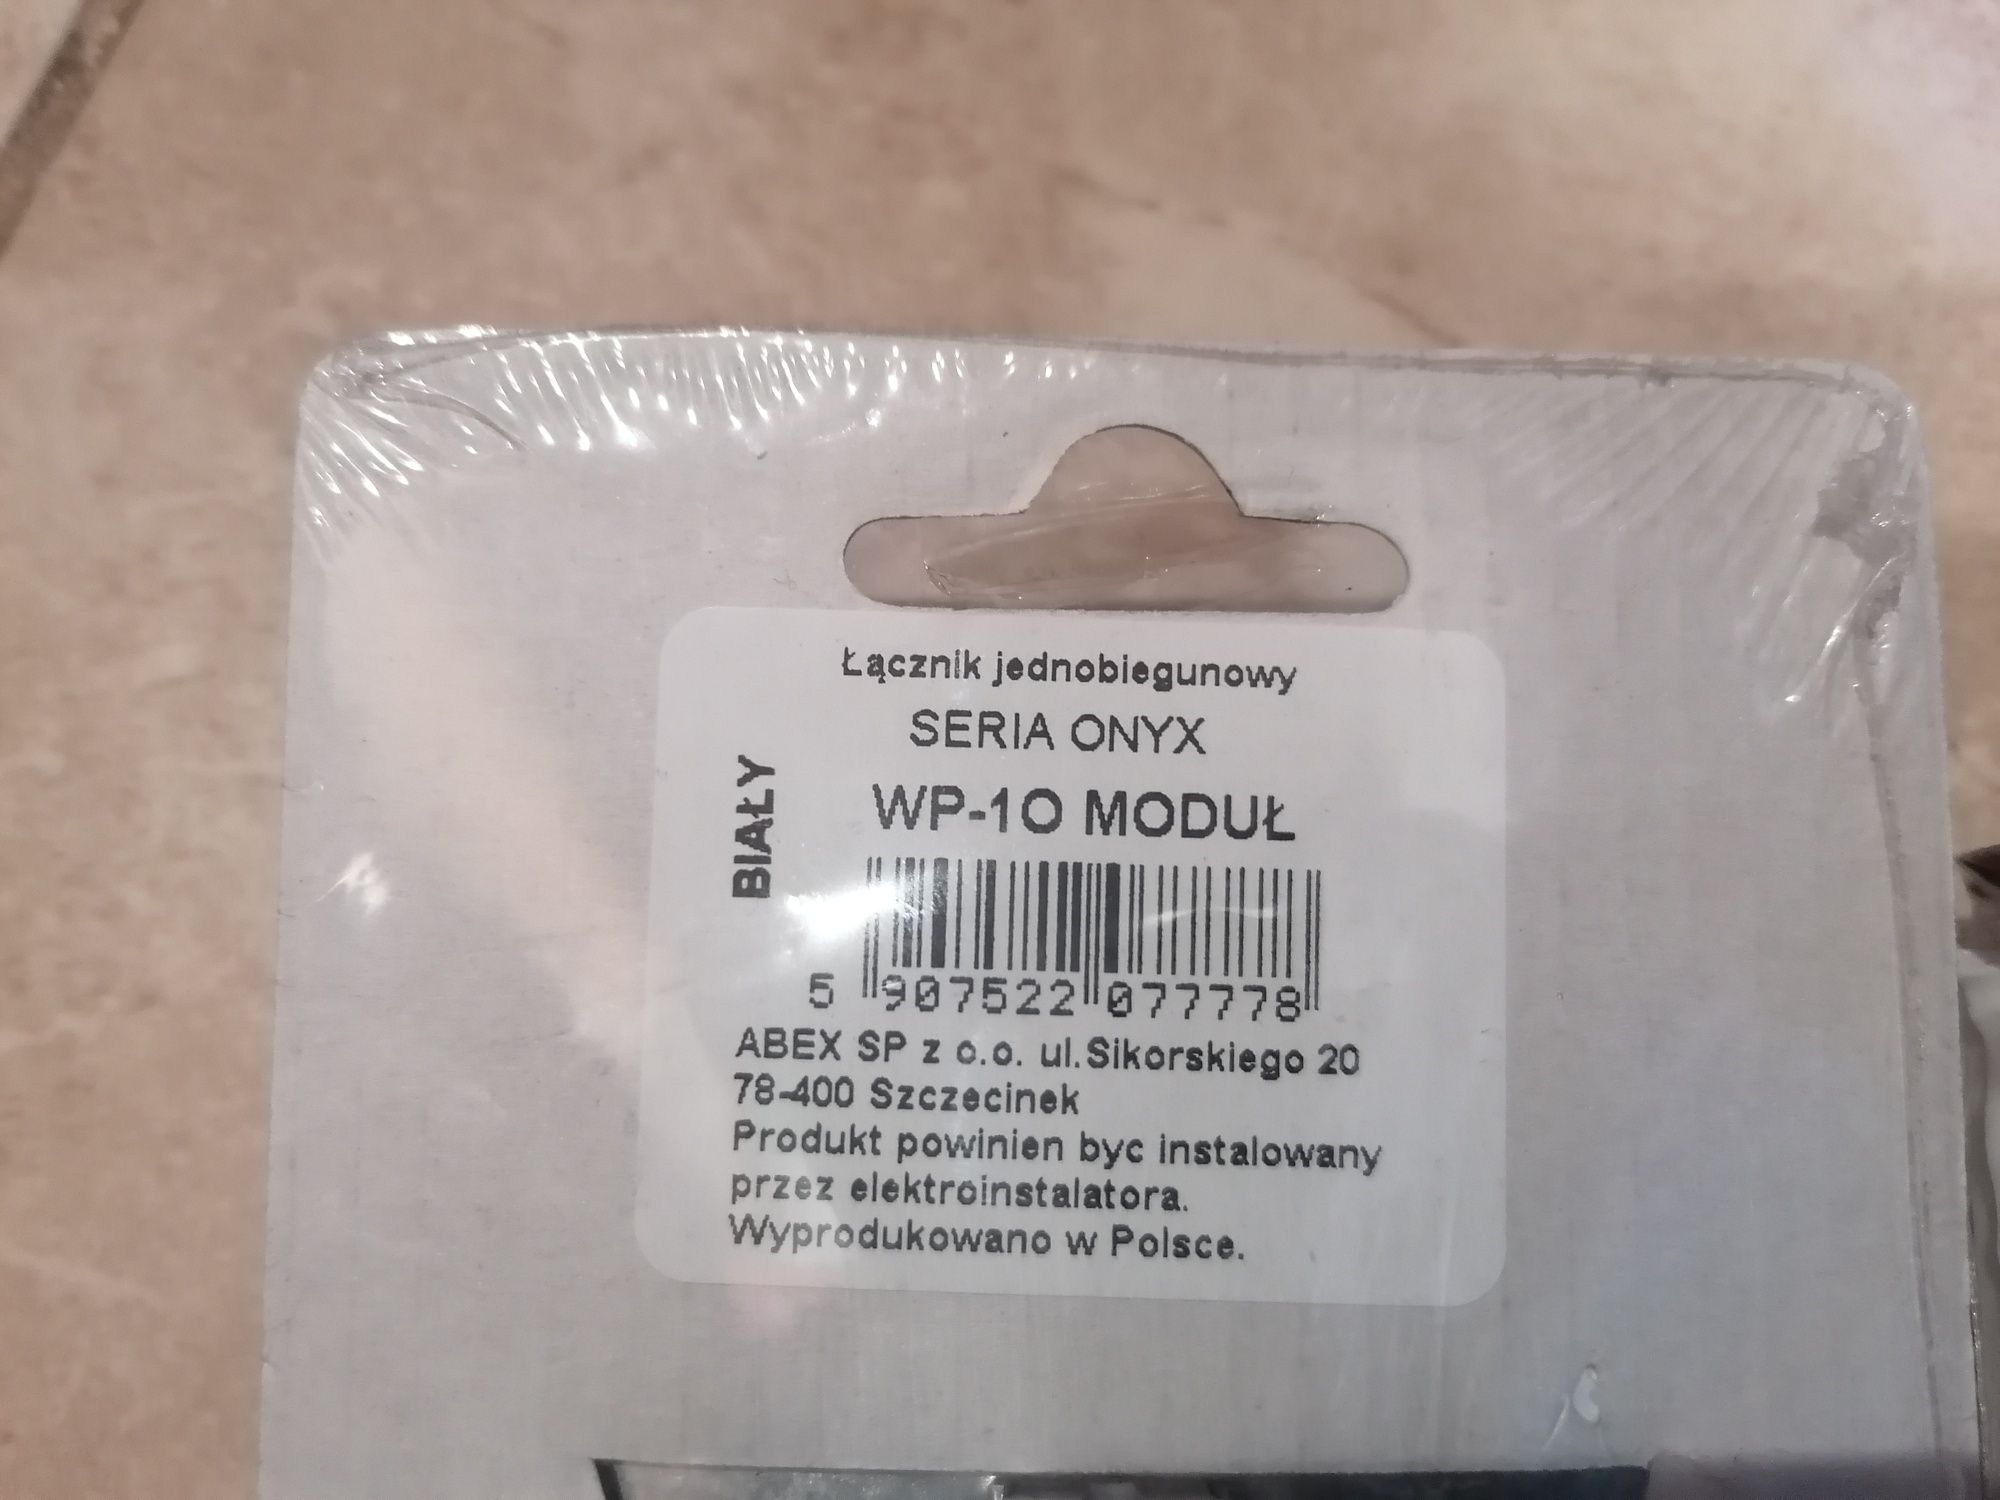 Łącznik jednobiegunowy
SERIA ONYX
WP-1O MODUŁ
BIAŁY
5 907522 077778
ABEX SP z o.o. ul.Sikorskiego 20
78-400 Szczecinek
Produkt powinien byc instalowany
przez elektroinstalatora.
Wyprodukowano w Polsce.